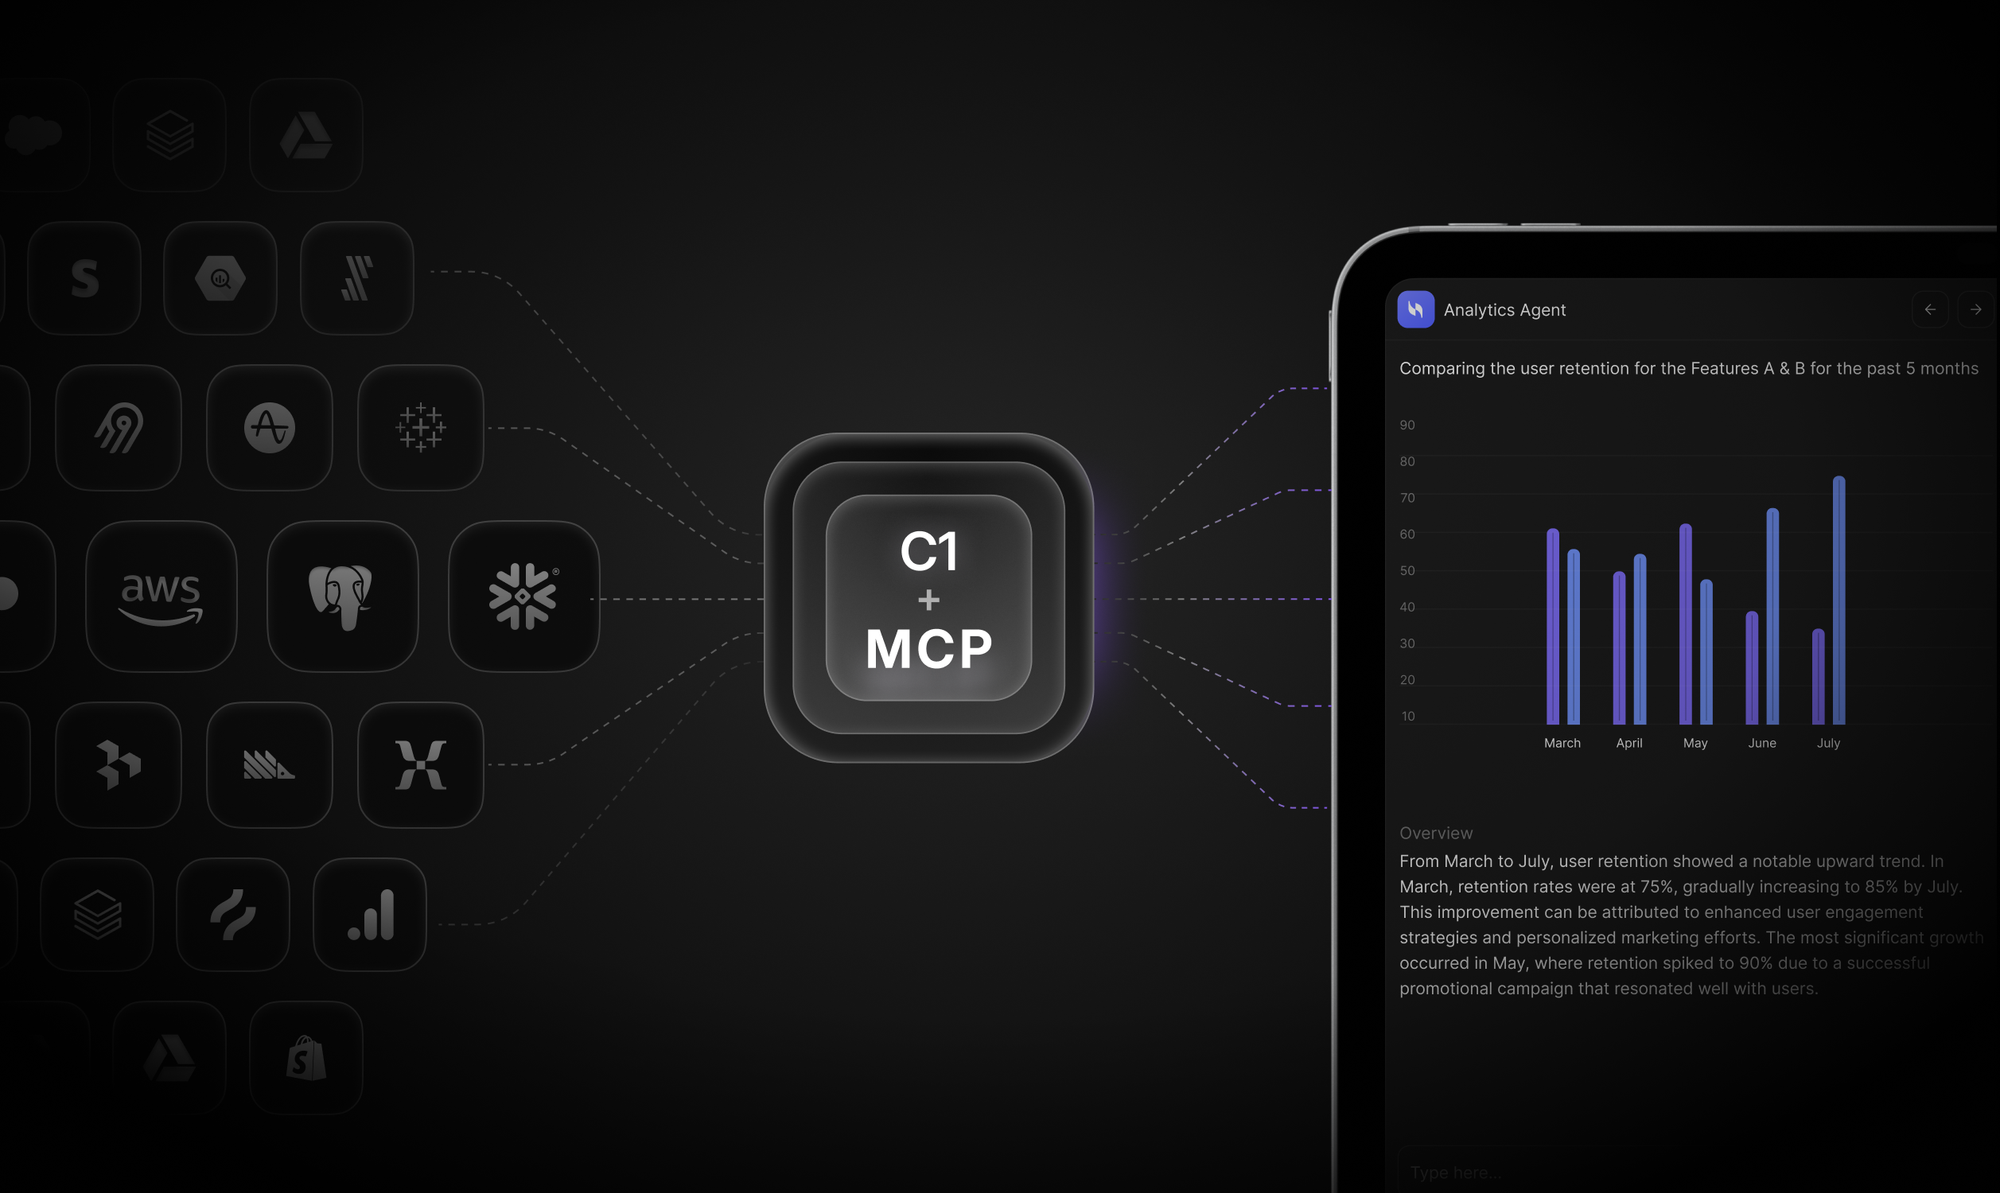 S
aws
®
C1
+
MCP
S
Analytics Agent
Comparing the user retention for the Features A & B for the past 5 months
90
80
70
60
50
40
30
20
10
March April May June July
Overview
From March to July, user retention showed a notable upward trend. In
March, retention rates were at 75%, gradually increasing to 85% by July.
This improvement can be attributed to enhanced user engagement
strategies and personalized marketing efforts. The most significant growth
occurred in May, where retention spiked to 90% due to a successful
promotional campaign that resonated well with users.
Type here...